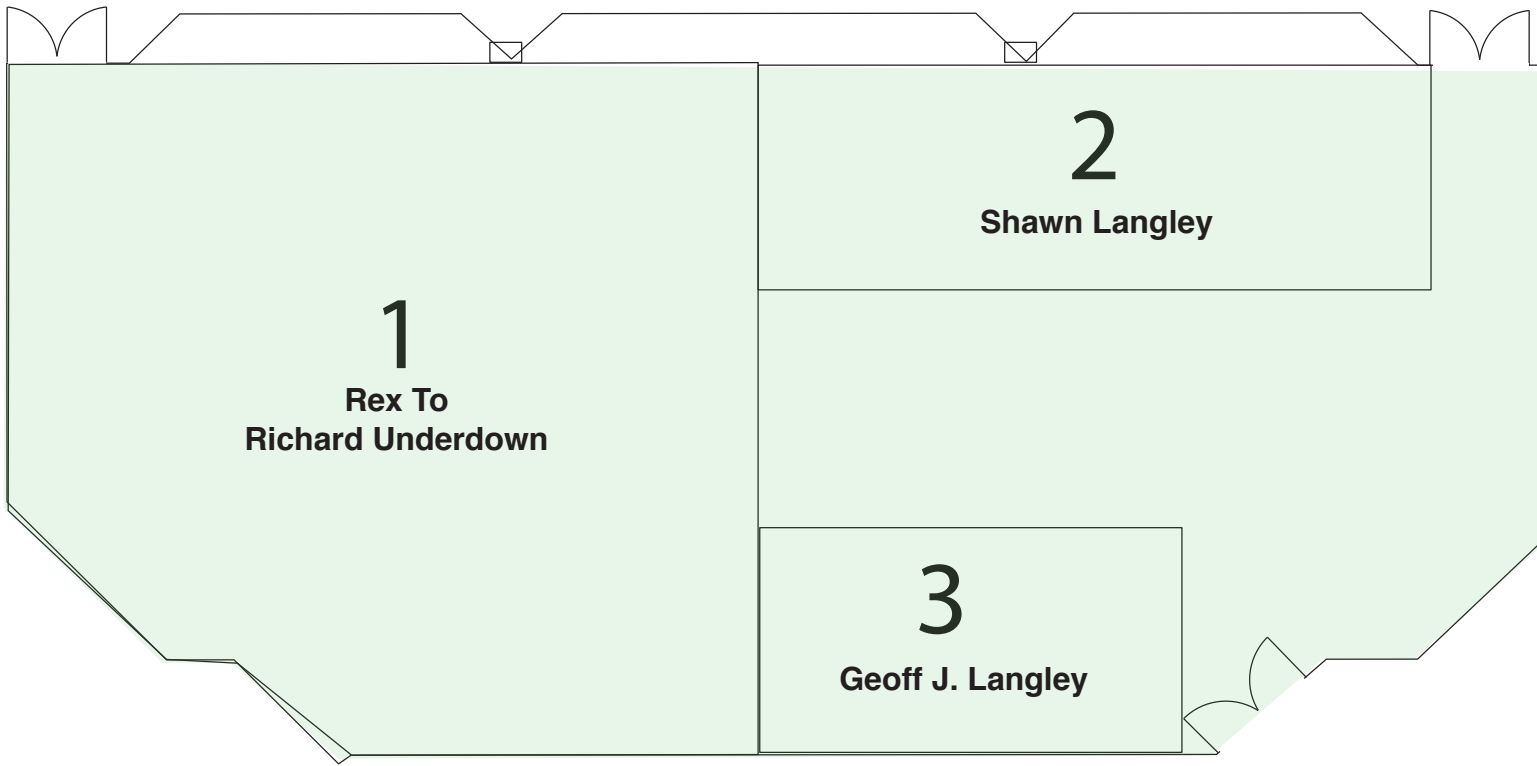 1
Rex To
Richard Underdown
2
Shawn Langley
3
Geoff J. Langley